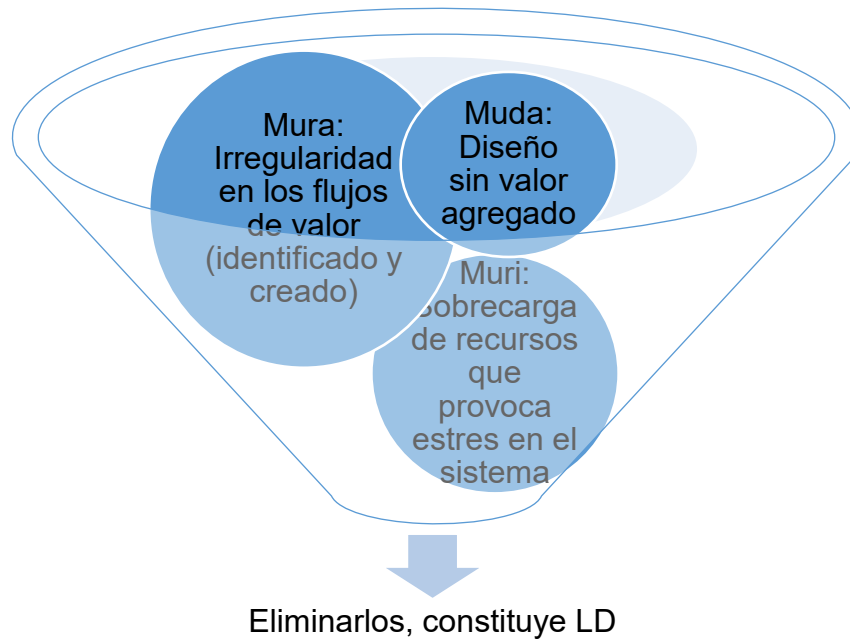 Mura:
Irregularidad
en los flujos
de valor
(identificado y
creado)
Muda:
Diseño
sin valor
agregado
Muri:
Sobrecarga
de recursos
que
provoca
estres en el
sistema
Eliminarlos, constituye LD